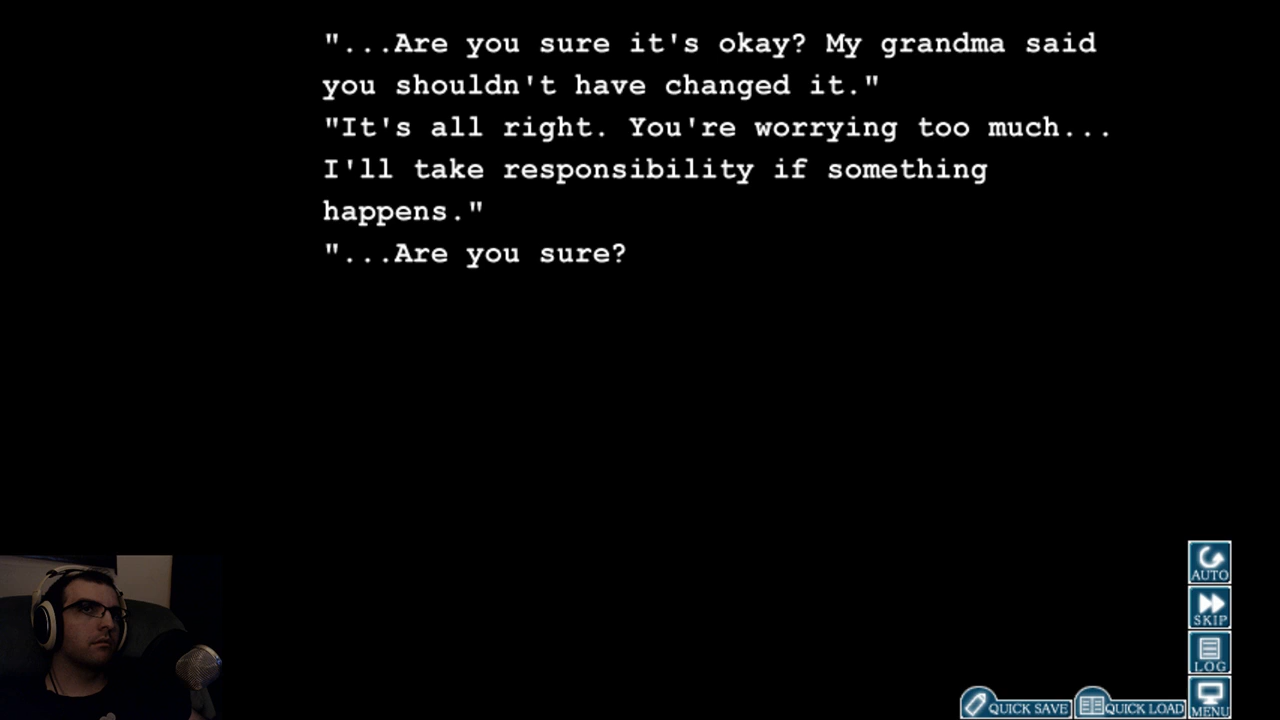 "...Are you sure it's okay? My grandma said
you shouldn't have changed it."
"It's all right. You're worrying too much...
I'll take responsibility if something
happens."
"...Are you sure?
AUTO
SKIP
LOG
QUICK SAVE
QUICK LOAD
MENU